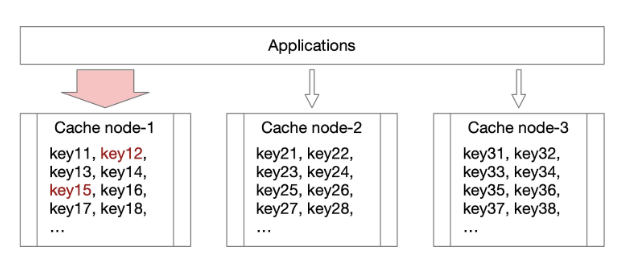 Applications
Cache node-1
key11, key12,
key13, key14,
key15, key16,
key17, key18,
...
Cache node-2
key21, key22,
key23, key24,
key25, key26,
key27, key28,
...
Cache node-3
key31, key32,
key33, key34,
key35, key36,
key37, key38,
...